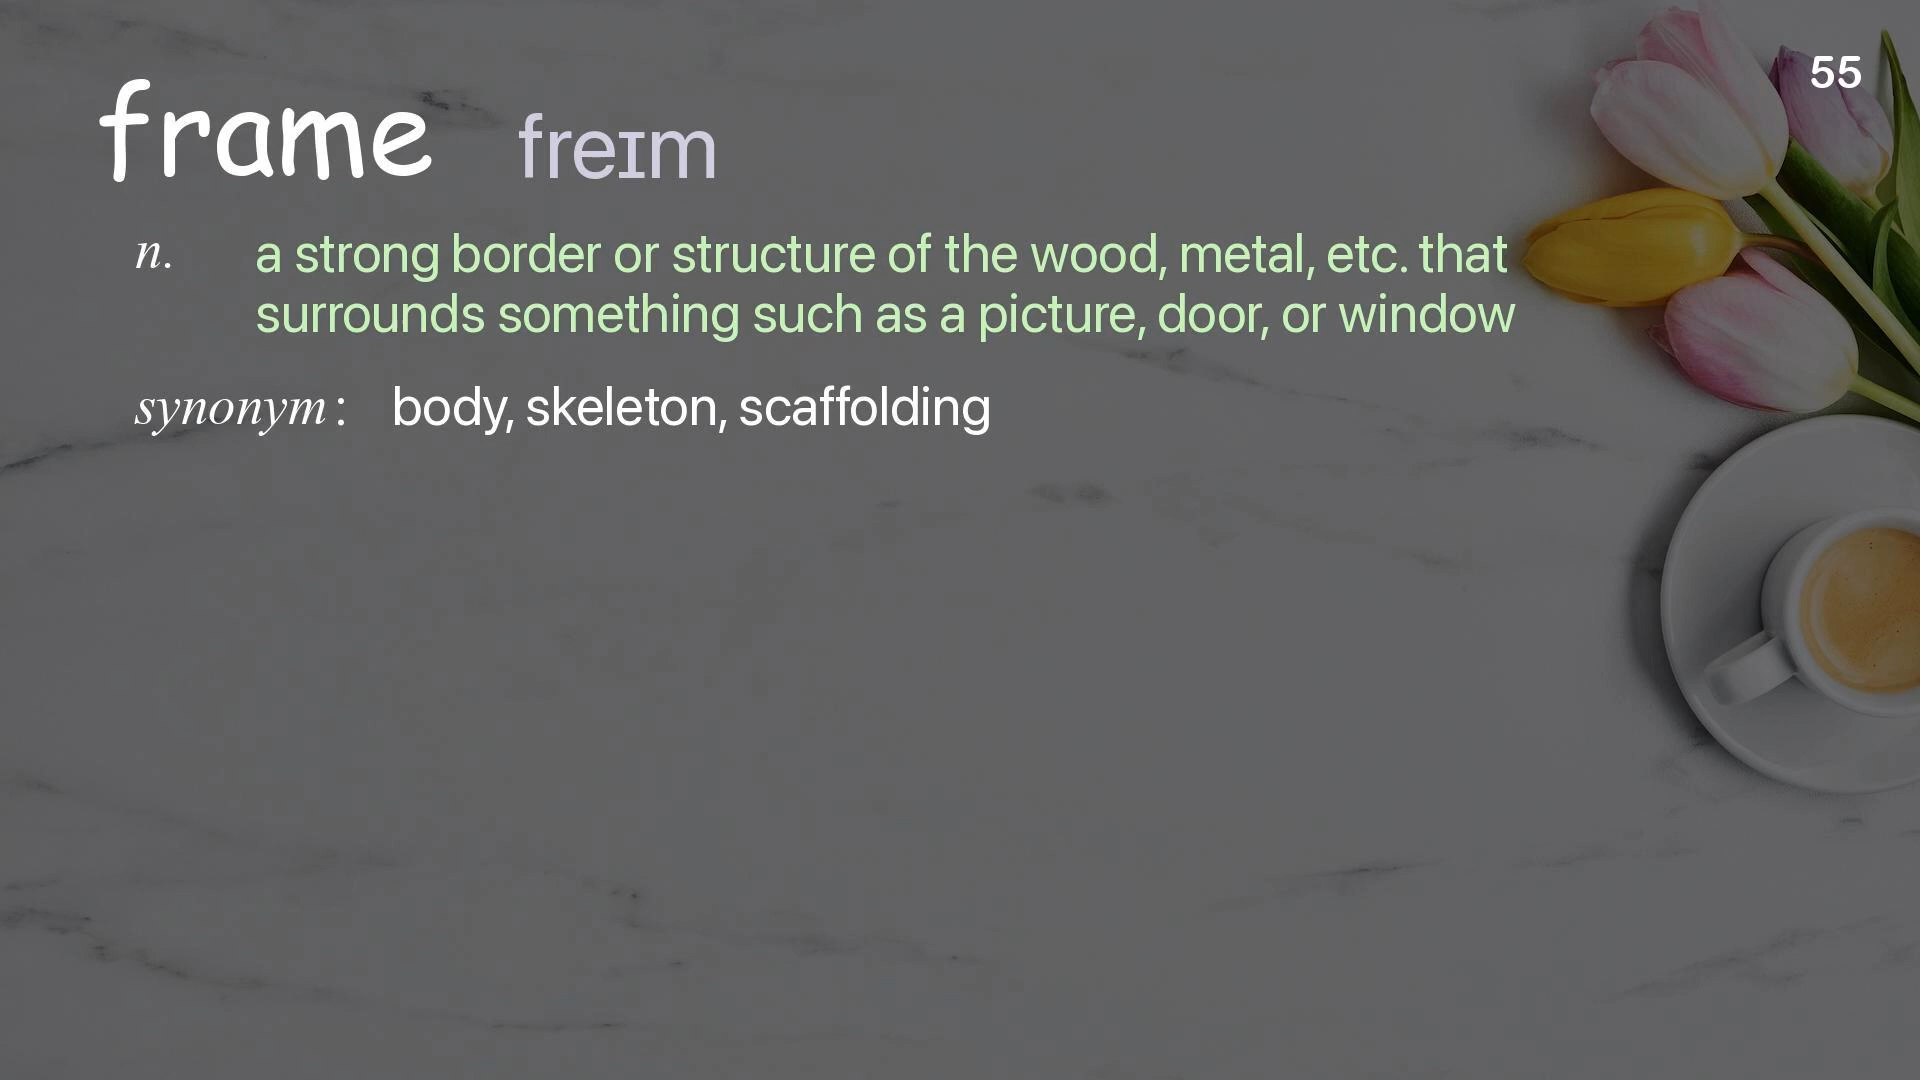 55
frame freɪm
n. a strong border or structure of the wood, metal, etc. that
surrounds something such as a picture, door, or window
synonym: body, skeleton, scaffolding